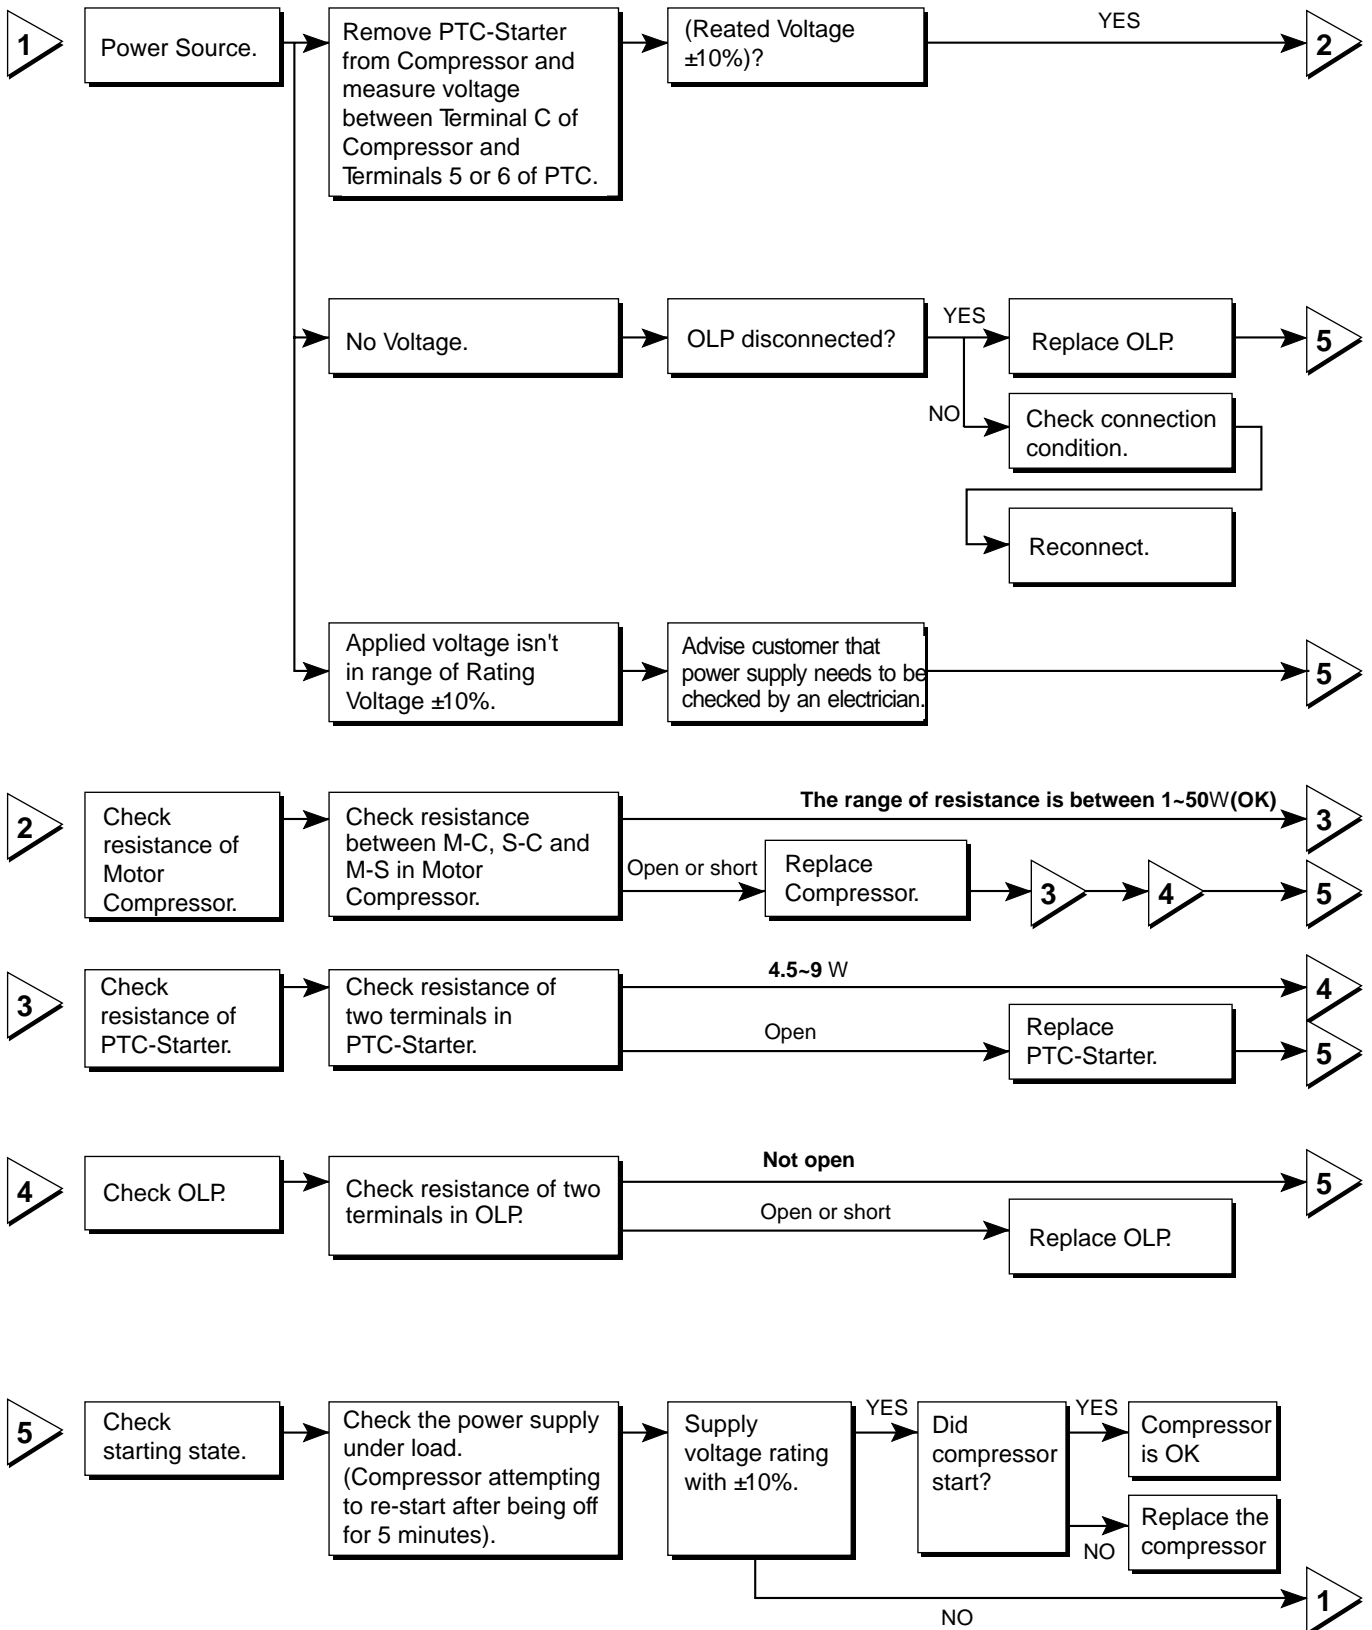 1
Power Source.
Remove PTC-Starter
from Compressor and
measure voltage
between Terminal C of
Compressor and
Terminals 5 or 6 of PTC.
(Reated Voltage
±10%)?
YES
2
No Voltage.
OLP disconnected?
YES
Replace OLP.
5
NO
Check connection
condition.
Reconnect.
Applied voltage isn't
in range of Rating
Voltage ±10%.
Advise customer that
power supply needs to be
checked by an electrician.
5
2
Check
resistance of
Motor
Compressor.
Check resistance
between M-C, S-C and
M-S in Motor
Compressor.
The range of resistance is between 1~50W(OK)
3
Open or short
Replace
Compressor.
3
4
5
3
Check
resistance of
PTC-Starter.
Check resistance of
two terminals in
PTC-Starter.
4.5~9 W
4
Open
Replace
PTC-Starter.
5
4
Check OLP.
Check resistance of two
terminals in OLP.
Not open
5
Open or short
Replace OLP.
5
Check
starting state.
Check the power supply
under load.
(Compressor attempting
to re-start after being off
for 5 minutes).
Supply
voltage rating
with ±10%.
YES
Did
compressor
start?
YES
Compressor
is OK
NO
Replace the
compressor
NO
1